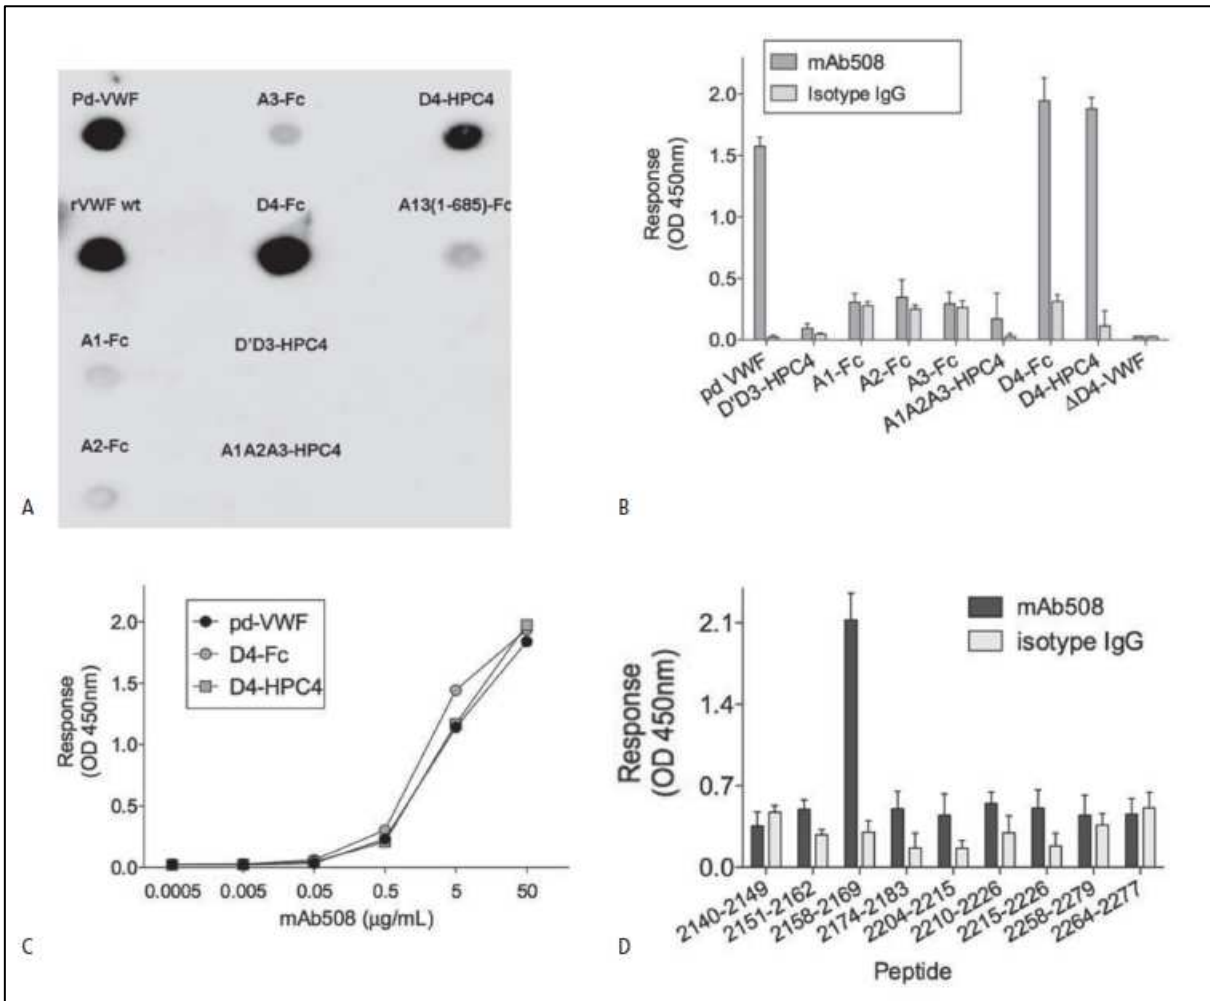 Pd-VWF A3-Fc D4-HPC4
rVWF wt D4-Fc A13(1-685)-Fc
A1-Fc D'D3-HPC4
A2-Fc A1A2A3-HPC4
A
mAb508
Isotype IgG
Response
(OD 450nm)
2.0
1.5
1.0
0.5
0.0
pd VWF
D'D3-HPC4
A1-Fc
A2-Fc
A3-Fc
A1A2A3-HPC4
D4-Fc
D4-HPC4
ΔD4-VWF
B
pd-VWF
D4-Fc
D4-HPC4
Response
(OD 450nm)
2.0
1.5
1.0
0.5
0.0
0.0005 0.005 0.05 0.5 5 50
mAb508 (μg/mL)
C
mAb508
isotype IgG
Response
(OD 450nm)
2.1
1.4
0.7
0.0
2140-2149
2151-2162
2158-2169
2174-2183
2204-2215
2210-2226
2215-2226
2258-2279
2264-2277
Peptide
D